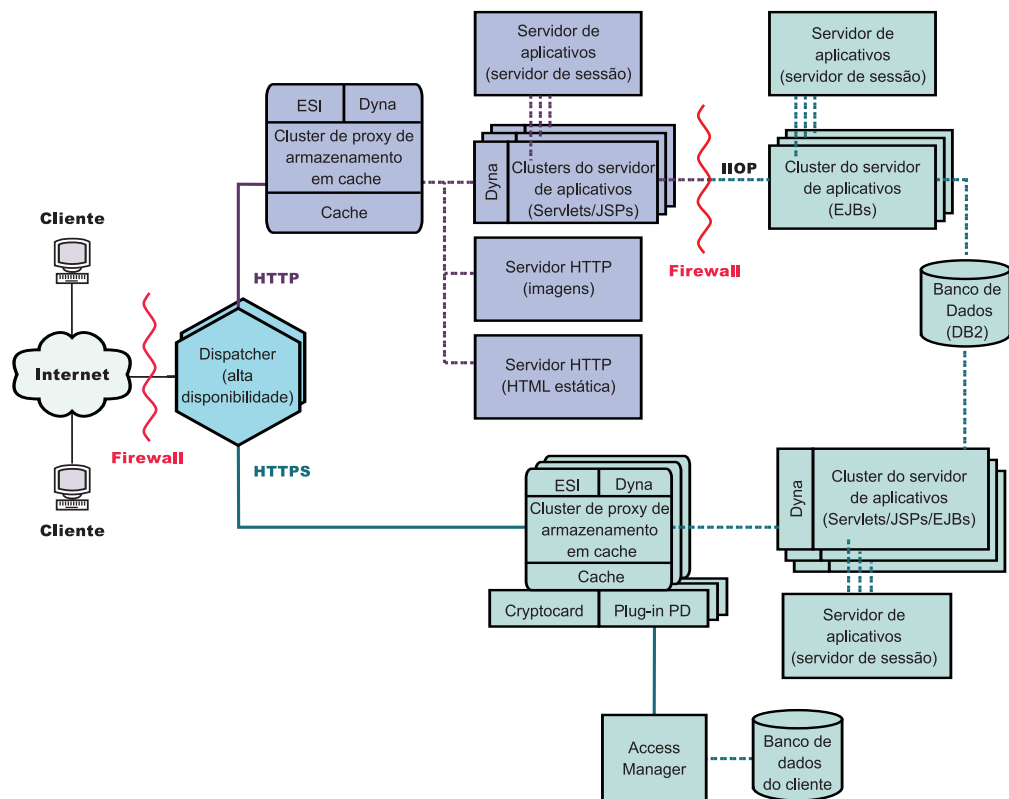 Servidor de
aplicativos
(servidor de sessão)
Servidor de
aplicativos
(servidor de sessão)
ESI
Dyna
Cluster de proxy de
armazenamento
em cache
Cache
Dyna
Clusters do servidor
de aplicativos
(Servlets/JSPs)
IIOP
Cluster do servidor
de aplicativos
(EJBs)
Firewall
Servidor HTTP
(imagens)
Servidor HTTP
(HTML estática)
Banco de
Dados
(DB2)
Cliente
HTTP
Internet
Dispatcher
(alta
disponibilidade)
Firewall
HTTPS
Cliente
ESI
Dyna
Cluster de proxy de
armazenamento
em cache
Cache
Cryptocard
Plug-in PD
Dyna
Cluster do servidor
de aplicativos
(Servlets/JSPs/EJBs)
Servidor de
aplicativos
(servidor de sessão)
Access
Manager
Banco de
dados
do cliente